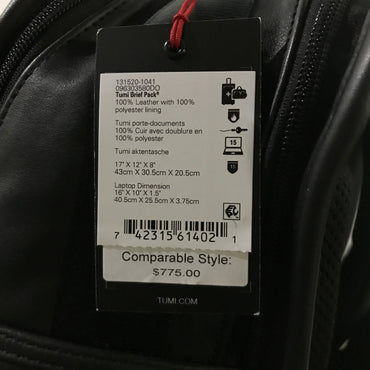 131520-1041
096303580DO
Tumi Brief Pack®
100% Leather with 100%
polyester lining
Tumi porte-documents
100% Cuir avec doublure en
100% polyester
Tumi aktentasche
17" X 12" X 8"
43cm X 30.5cm X 20.5cm
Laptop Dimension
16" X 10" X 1.5"
40.5cm X 25.5cm X 3.75cm
15
7 42315 61402 1
Comparable Style:
$775.00
TUMI.COM